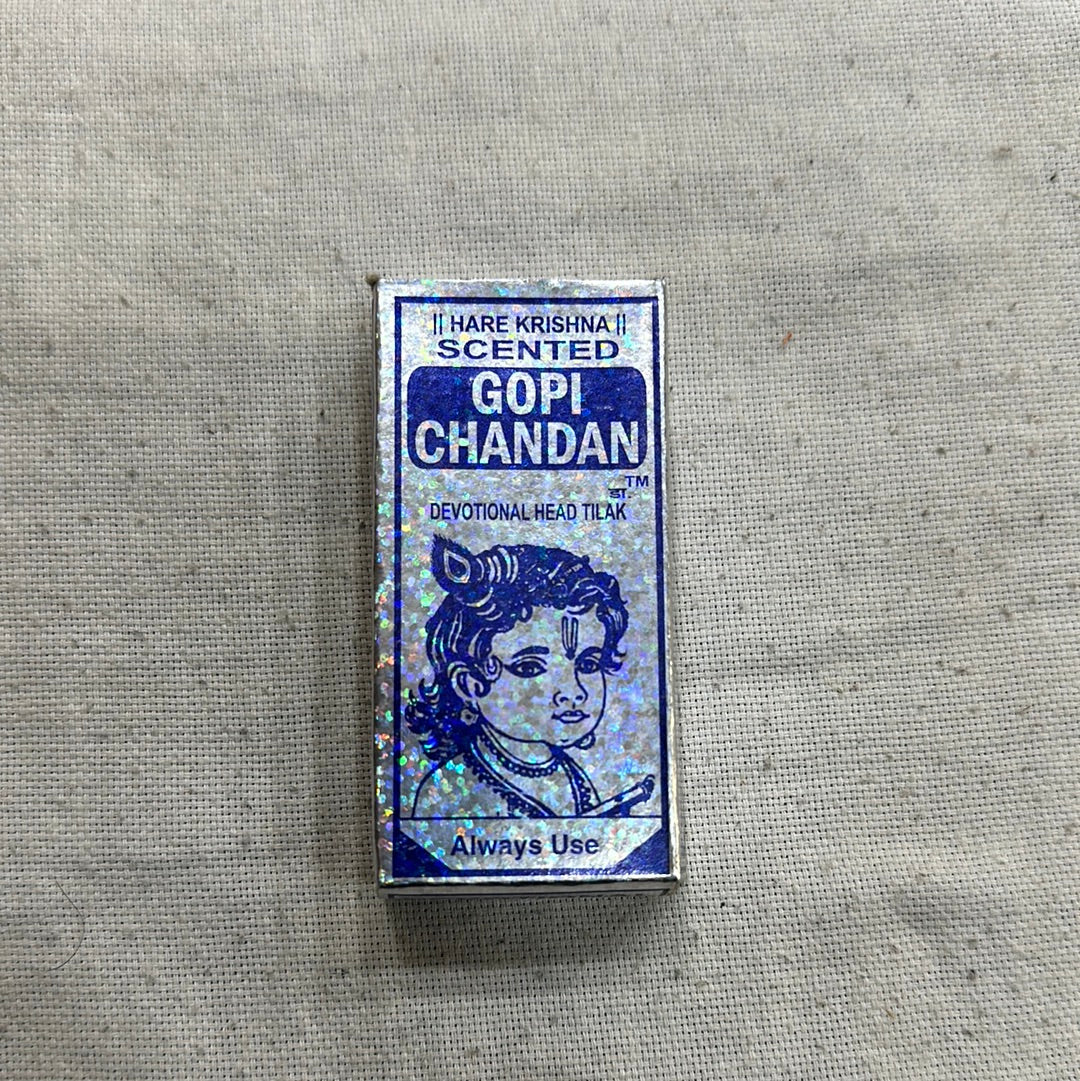 || HARE KRISHNA ||
SCENTED
GOPI
CHANDAN
TM
डा.
DEVOTIONAL HEAD TILAK
Always Use